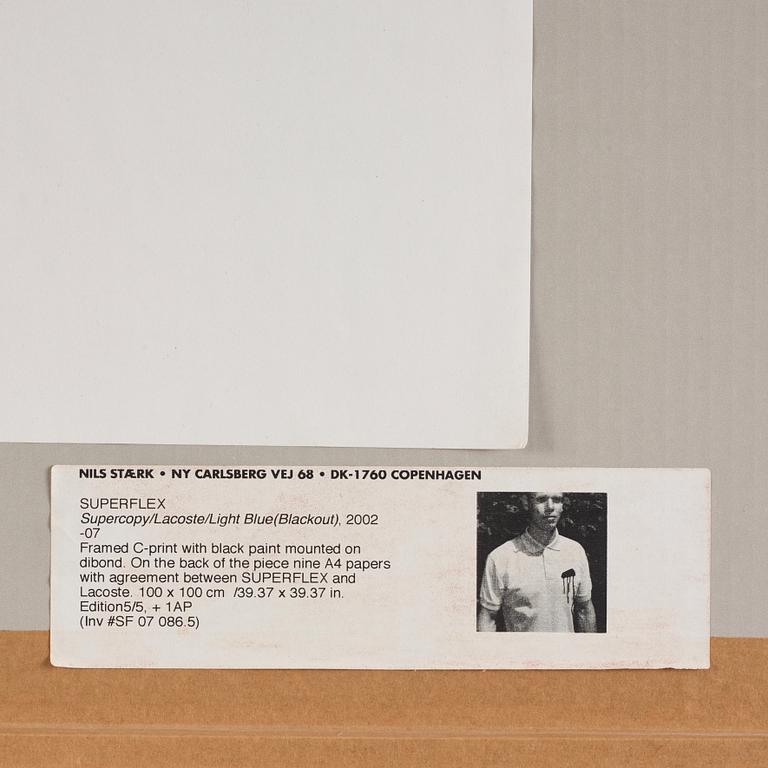 NILS STÆRK • NY CARLSBERG VEJ 68 • DK-1760 COPENHAGEN
SUPERFLEX
Supercopy/Lacoste/Light Blue(Blackout), 2002
-07
Framed C-print with black paint mounted on
dibond. On the back of the piece nine A4 papers
with agreement between SUPERFLEX and
Lacoste. 100 x 100 cm /39.37 x 39.37 in.
Edition5/5, + 1AP
(Inv #SF 07 086.5)